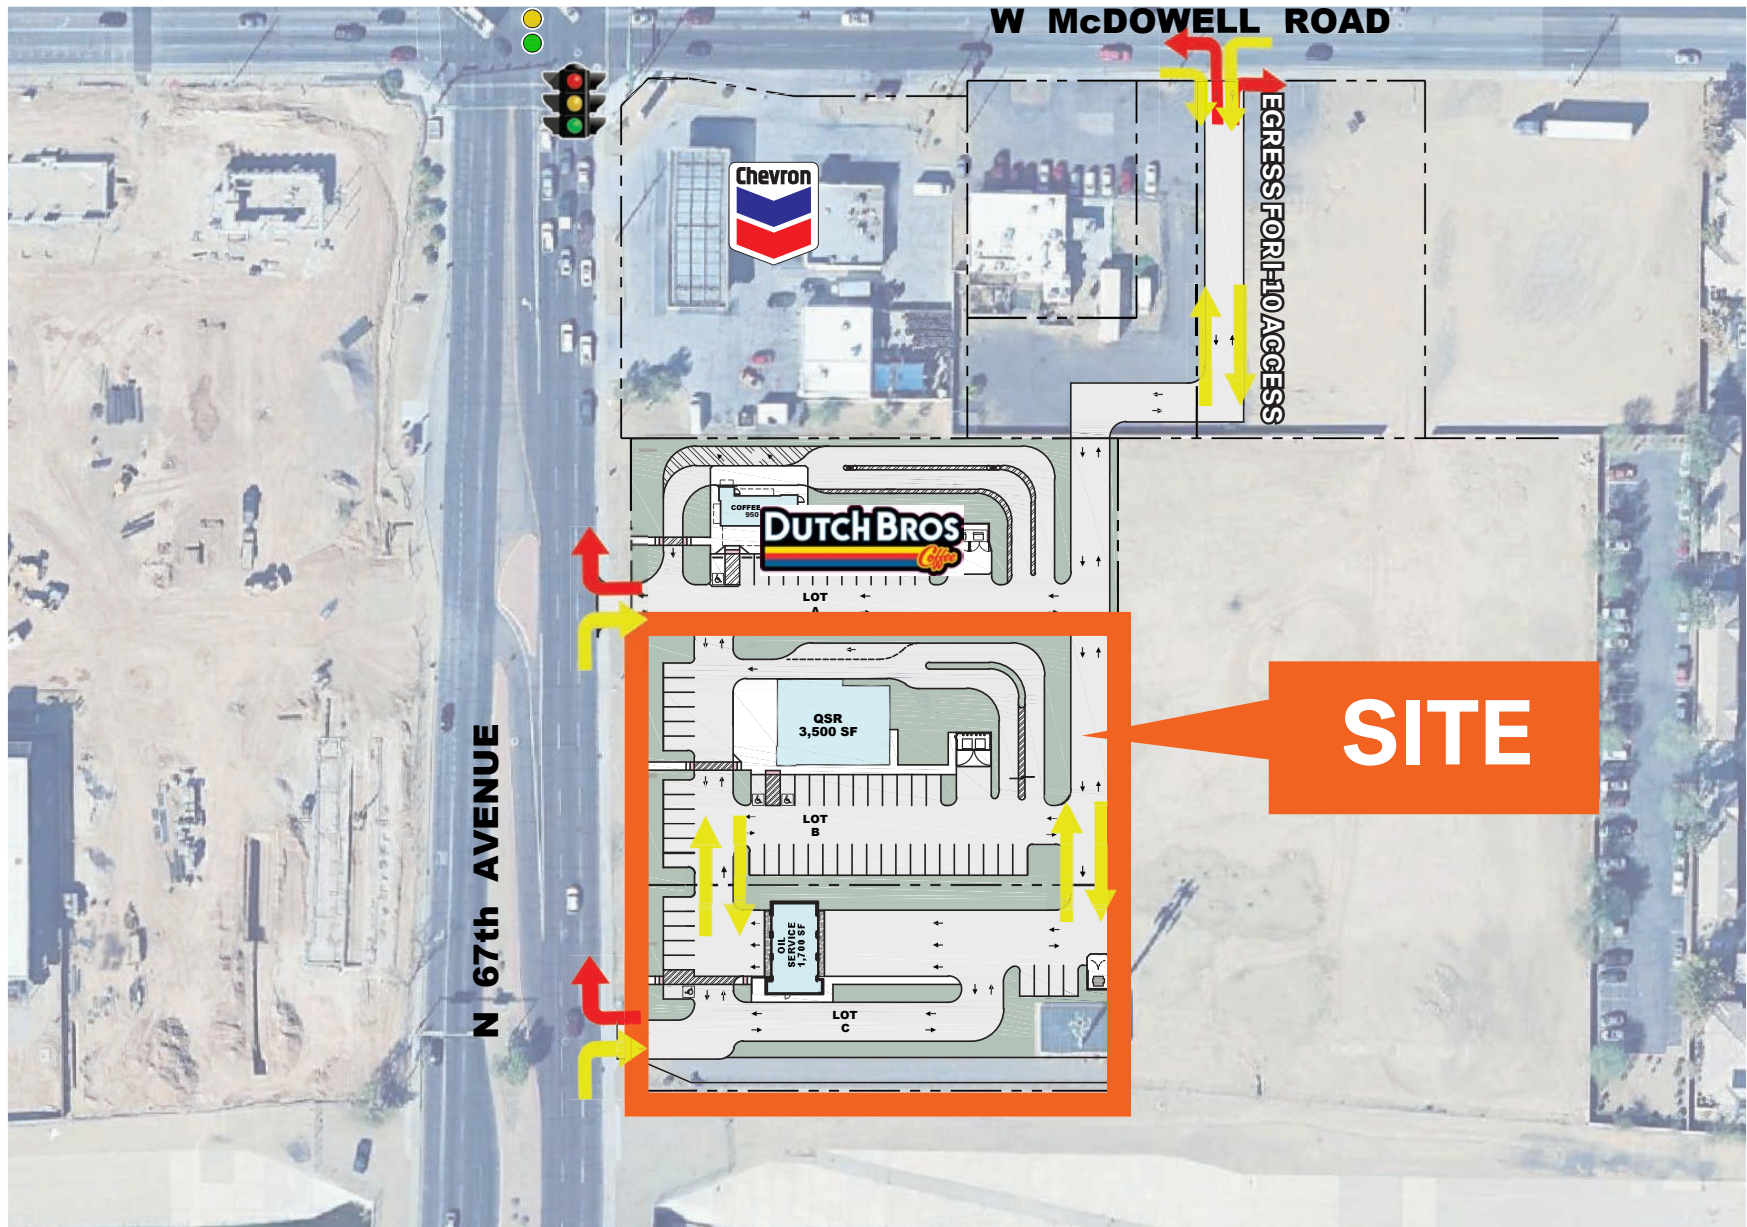 W McDOWELL ROAD
EGRESS FOR I-10 ACCESS
Chevron
COFFEE
950
DUTCH BROS
Coffee
LOT
A
QSR
3,500 SF
SITE
N 67th AVENUE
LOT
B
OIL
SERVICE
1,700 SF
LOT
C